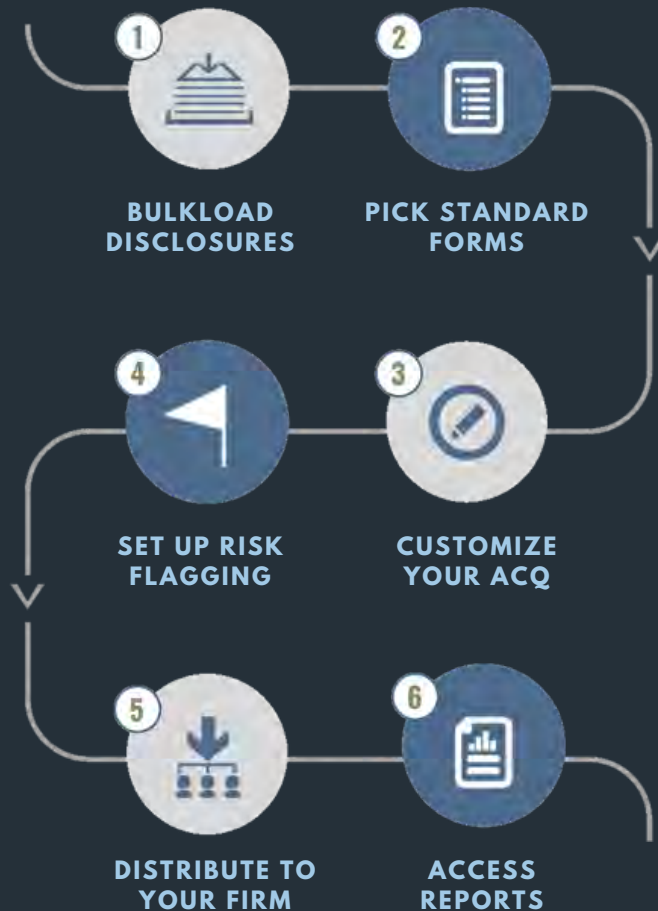 1
BULKLOAD
DISCLOSURES
2
PICK STANDARD
FORMS
3
CUSTOMIZE
YOUR ACQ
4
SET UP RISK
FLAGGING
5
DISTRIBUTE TO
YOUR FIRM
6
ACCESS
REPORTS